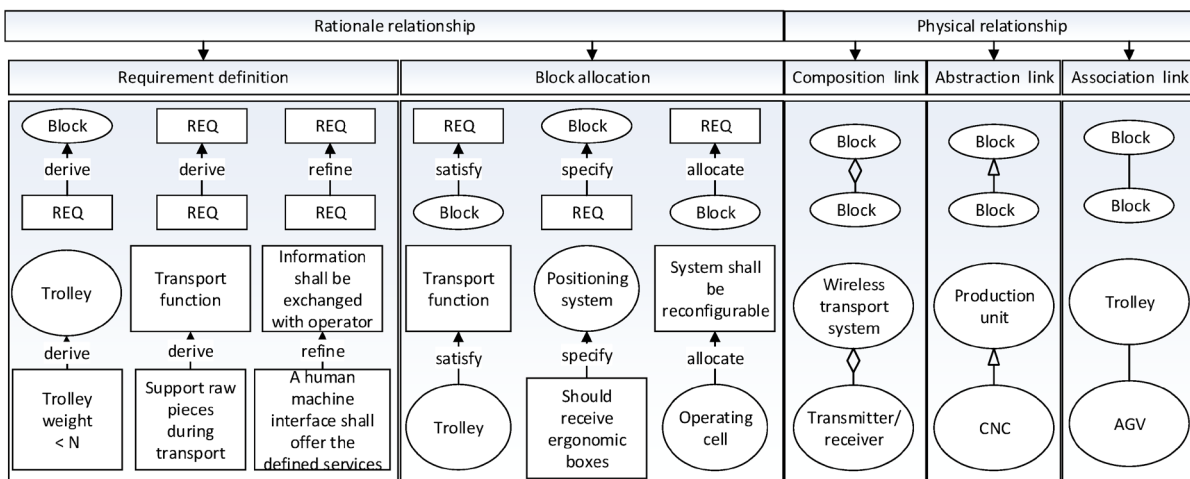 Rationale relationship
Physical relationship
Requirement definition
Block allocation
Composition link
Abstraction link
Association link
Block
derive
REQ
REQ
derive
REQ
REQ
refine
REQ
REQ
satisfy
Block
Block
specify
REQ
REQ
allocate
Block
Block
Block
Block
Block
Block
Block
Trolley
derive
Trolley
weight
< N
Transport
function
derive
Support raw
pieces
during
transport
Information
shall be
exchanged
with operator
refine
A human
machine
interface shall
offer the
defined services
Transport
function
satisfy
Trolley
Positioning
system
specify
Should
receive
ergonomic
boxes
System shall
be
reconfigurable
allocate
Operating
cell
Wireless
transport
system
Transmitter/
receiver
Production
unit
CNC
Trolley
AGV